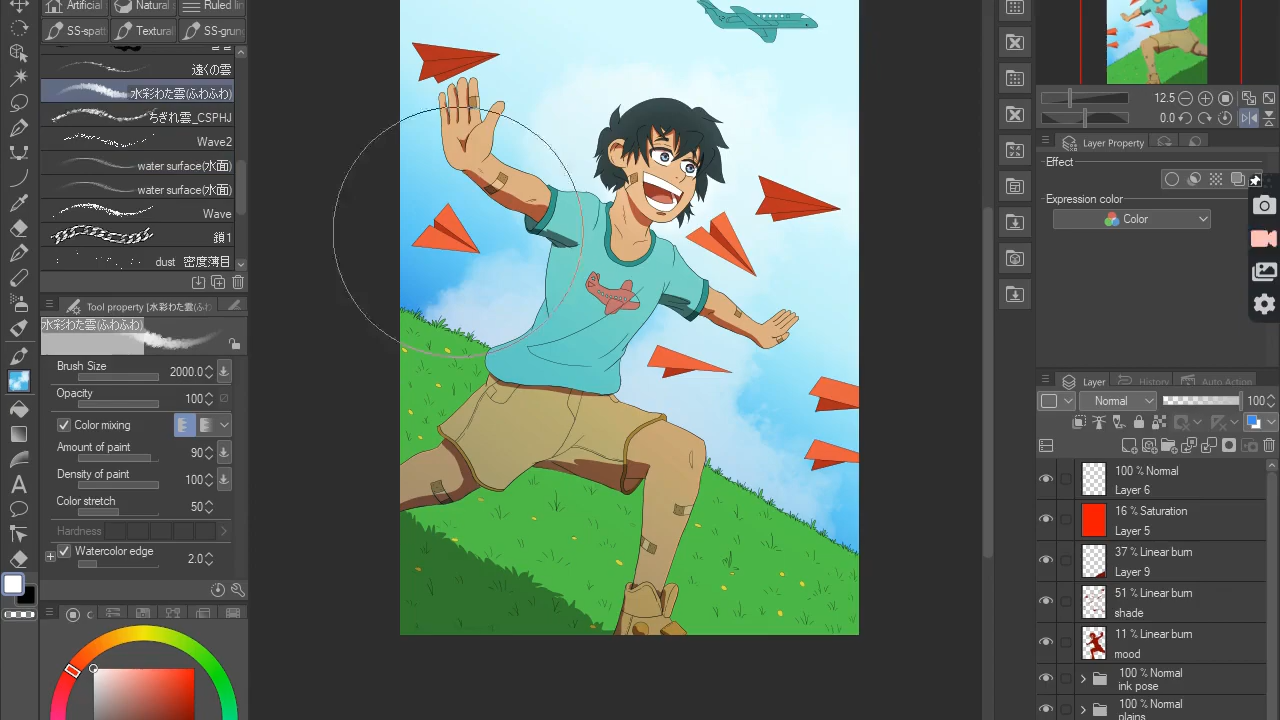 Artificial
Natural
Ruled li
SS-spatt
Textural
SS-grun
遠くの雲
水彩わた雲(ふわふわ)
ちぎれ雲_CSPHJ
Wave2
water surface(水面)
water surface(水面)
Wave
鎖1
dust 密度薄目
Tool property [水彩わた雲(ふわ
水彩わた雲(ふわふわ)
Brush Size 2000.0
Opacity 100
Color mixing
Amount of paint 90
Density of paint 100
Color stretch 50
Hardness
Watercolor edge 2.0
12.5
0.0
Layer Property
Effect
Expression color
Color
Layer
History
Auto Action
Normal 100
100 % Normal
Layer 6
16 % Saturation
Layer 5
37 % Linear burn
Layer 9
51 % Linear burn
shade
11 % Linear burn
mood
100 % Normal
ink pose
100 % Normal
plains